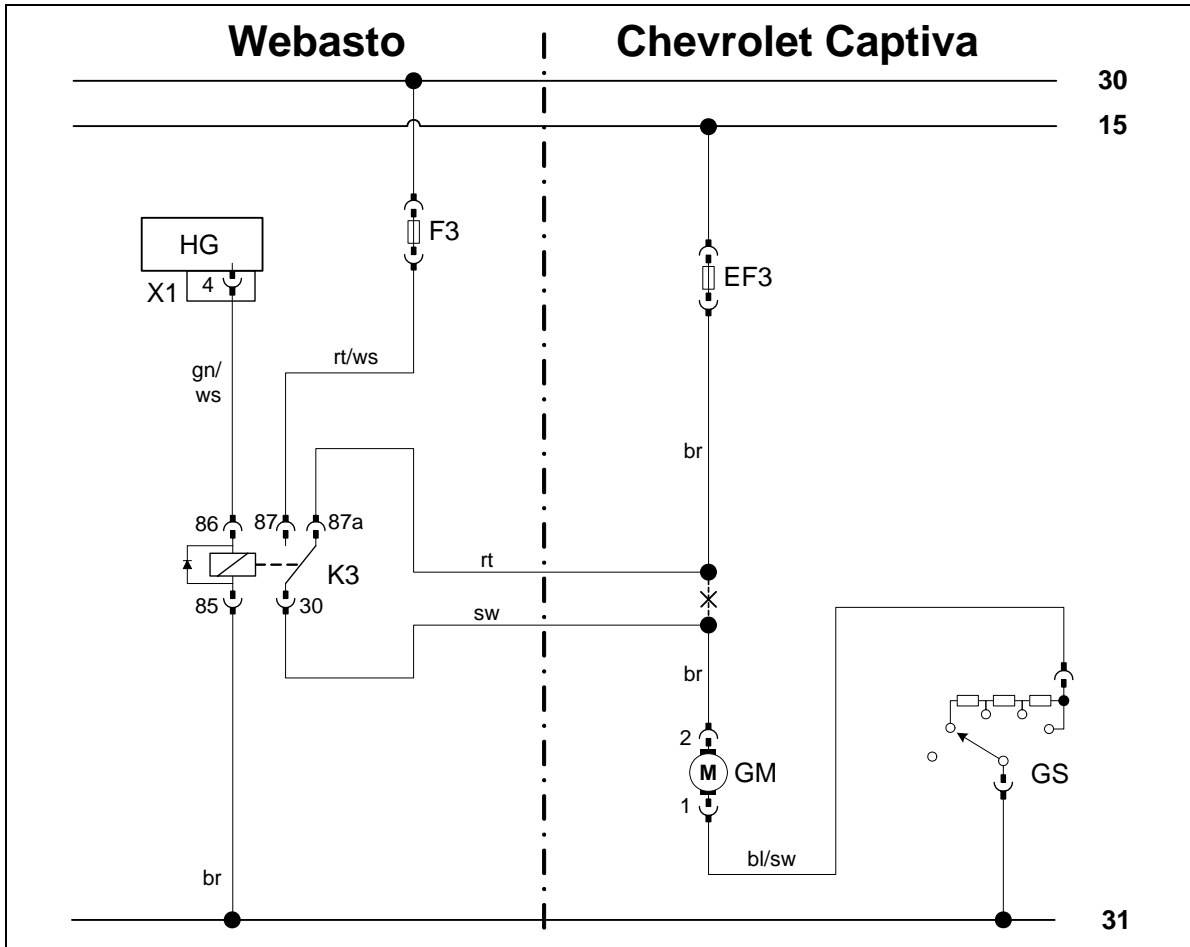 Webasto
Chevrolet Captiva
30
15
HG
F3
X1
4
EF3
rt/ws
gn/
ws
br
86
87
87a
rt
K3
85
30
sw
br
2
M
GM
GS
1
bl/sw
br
31